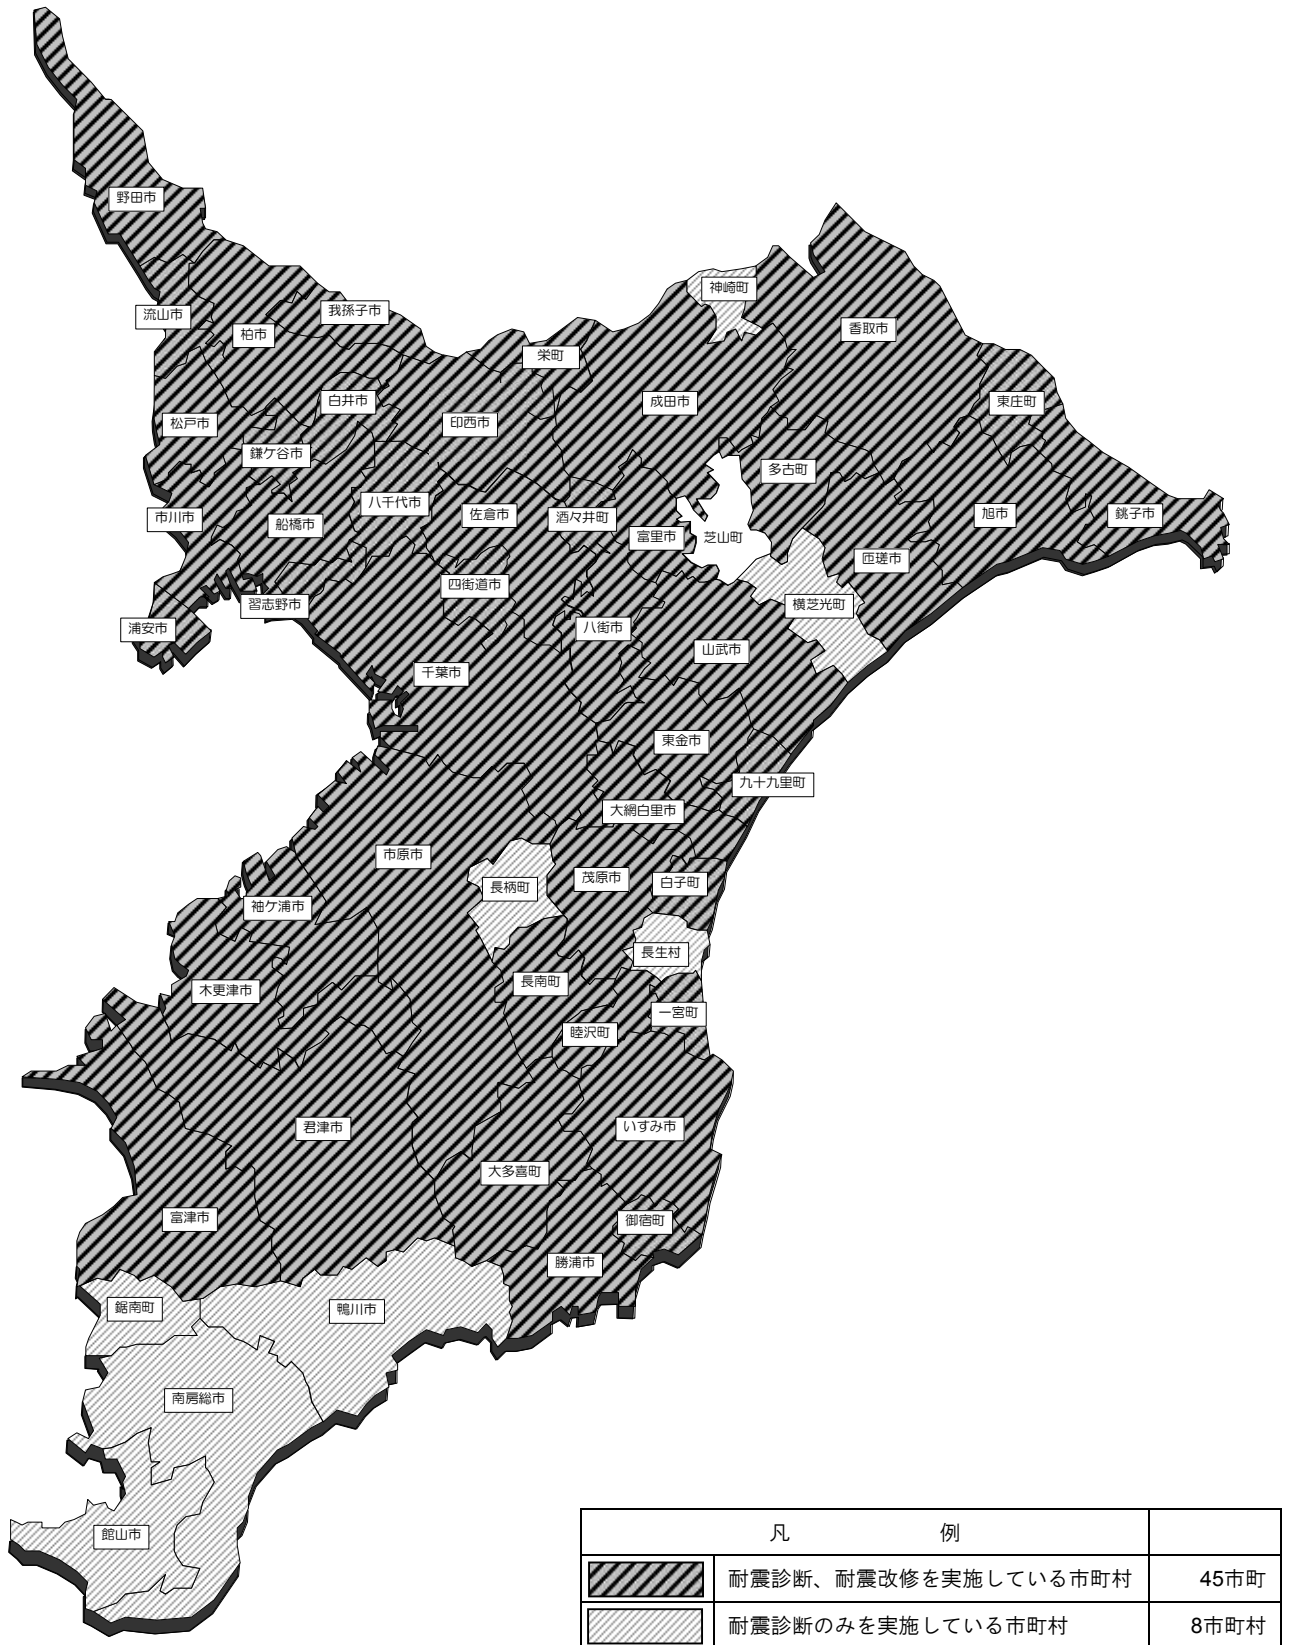 野田市
神崎町
流山市
我孫子市
柏市
香取市
栄町
白井市
成田市
東庄町
松戸市
印西市
鎌ケ谷市
多古町
八千代市
市川市
船橋市
佐倉市
酒々井町
旭市
銚子市
富里市
芝山町
匝瑳市
四街道市
習志野市
横芝光町
浦安市
八街市
山武市
千葉市
東金市
九十九里町
大網白里市
市原市
長柄町
茂原市
白子町
袖ケ浦市
長生村
長南町
木更津市
一宮町
睦沢町
君津市
いすみ市
大多喜町
富津市
御宿町
勝浦市
鋸南町
鴨川市
南房総市
館山市
凡 例
耐震診断、耐震改修を実施している市町村 45市町
耐震診断のみを実施している市町村 8市町村